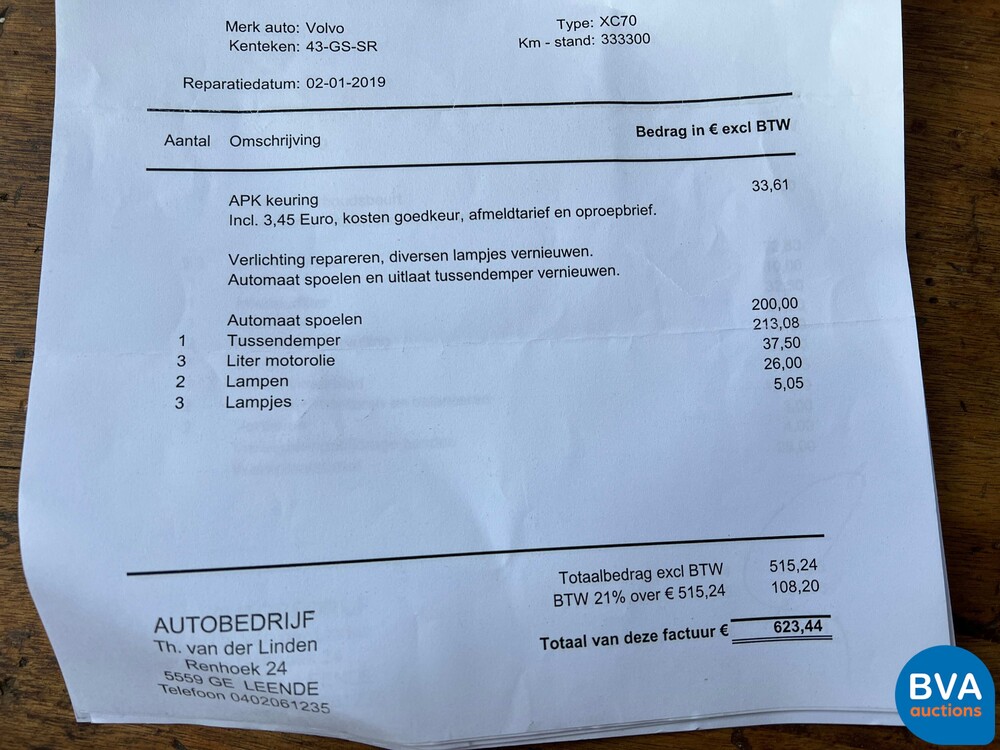 Merk auto: Volvo Type: XC70
Kenteken: 43-GS-SR Km - stand: 333300
Reparatiedatum: 02-01-2019
Aantal Omschrijving Bedrag in € excl BTW
APK keuring 33,61
Incl. 3,45 Euro, kosten goedkeur, afmeldtarief en oproepbrief.
Verlichting repareren, diversen lampjes vernieuwen.
Automaat spoelen en uitlaat tussendemper vernieuwen.
Automaat spoelen 200,00
1 Tussendemper 213,08
3 Liter motorolie 37,50
2 Lampen 26,00
3 Lampjes 5,05
Totaalbedrag excl BTW 515,24
BTW 21% over € 515,24 108,20
Totaal van deze factuur € 623,44
AUTOBEDRIJF
Th. van der Linden
Renhoek 24
5559 GE LEENDE
Telefoon 0402061235
BVA
auctions